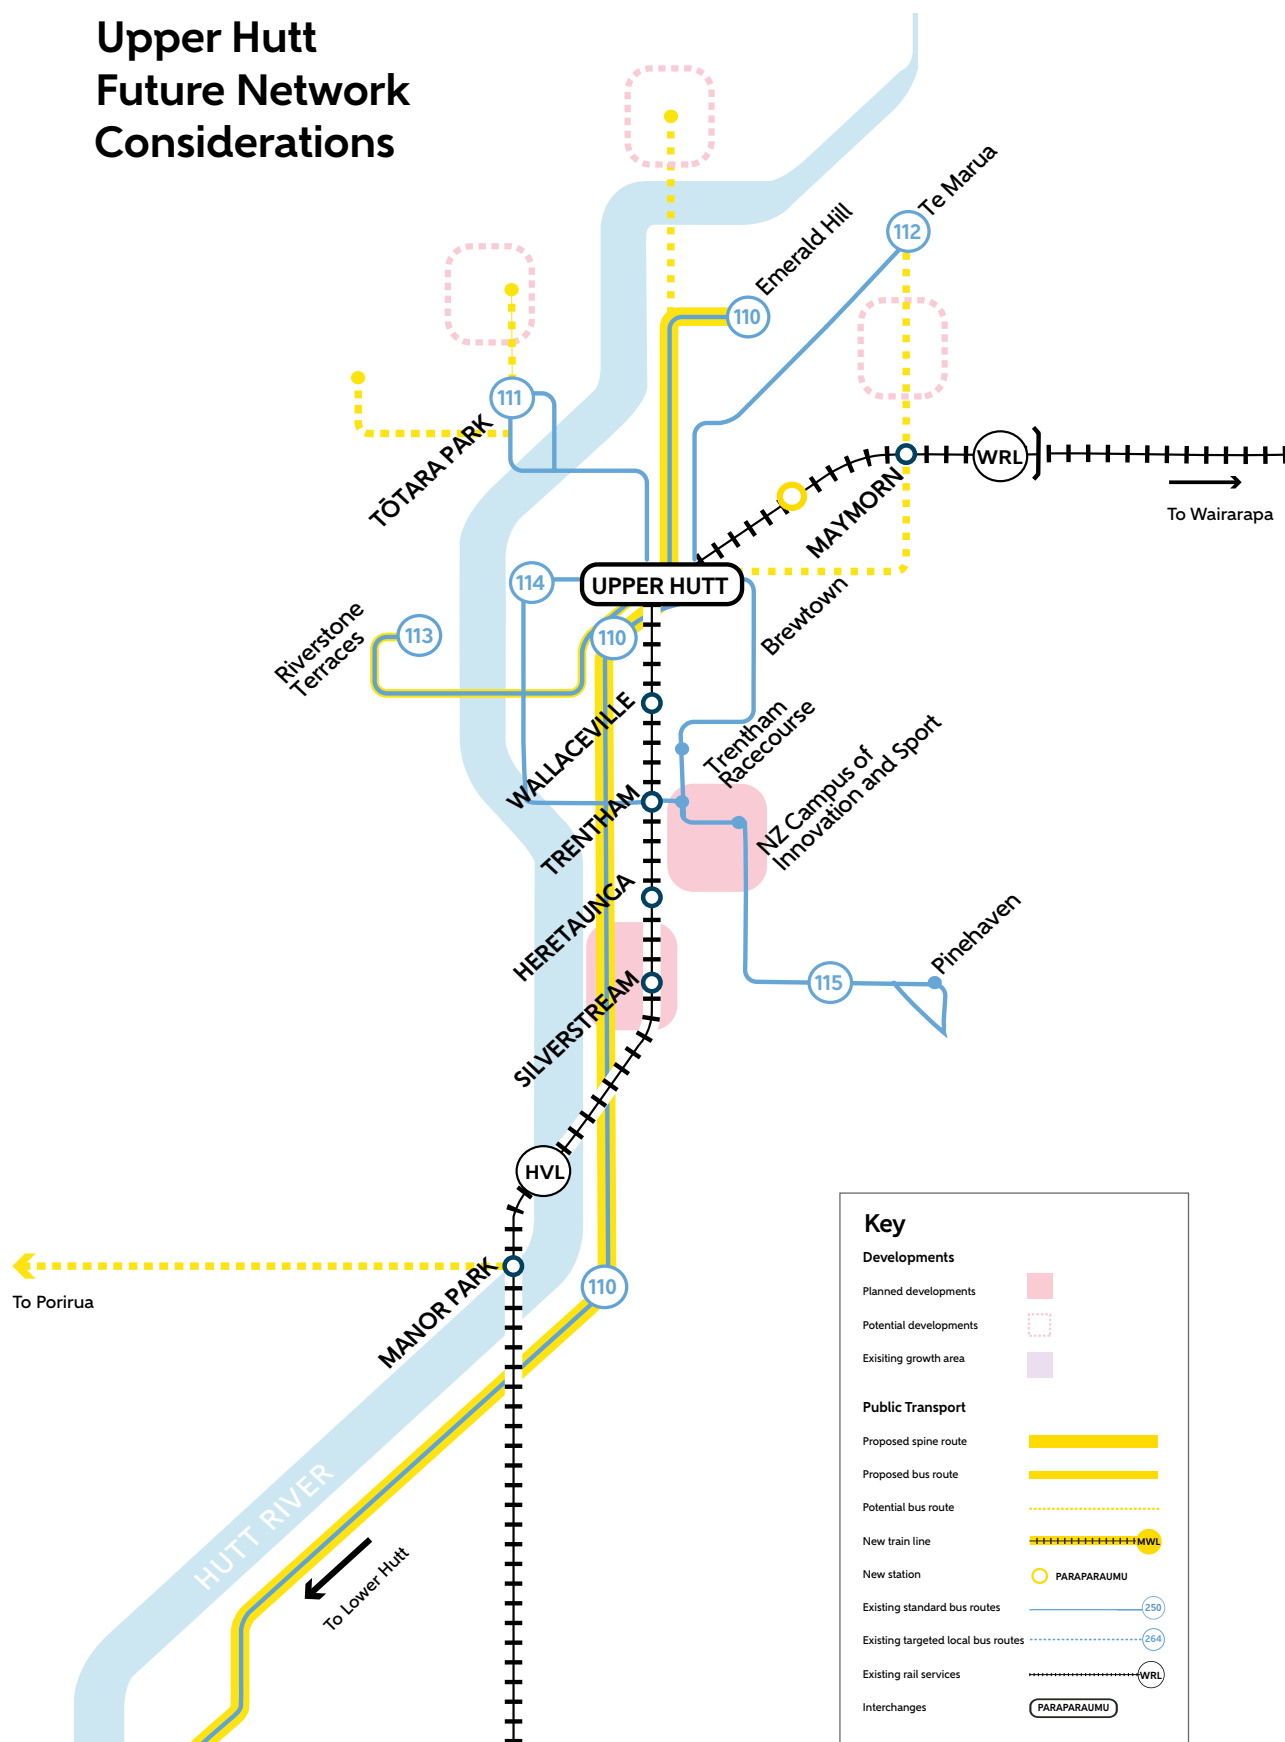 Upper Hutt
Future Network
Considerations
Te Marua
112
Emerald Hill
110
111
TŌTARA PARK
WRL
MAYMORN
To Wairarapa
UPPER HUTT
114
Brewtown
Riverstone
Terraces
113
110
WALLACEVILLE
Trentham
Racecourse
TRENTHAM
NZ Campus of
Innovation and Sport
HERETAUNGA
Pinehaven
SILVERSTREAM
115
HVL
MANOR PARK
To Porirua
110
HUTT RIVER
To Lower Hutt
Key
Developments
Planned developments
Potential developments
Exisiting growth area
Public Transport
Proposed spine route
Proposed bus route
Potential bus route
New train line
MWL
New station
PARAPARAUMU
Existing standard bus routes
250
Existing targeted local bus routes
264
Existing rail services
WRL
Interchanges
PARAPARAUMU